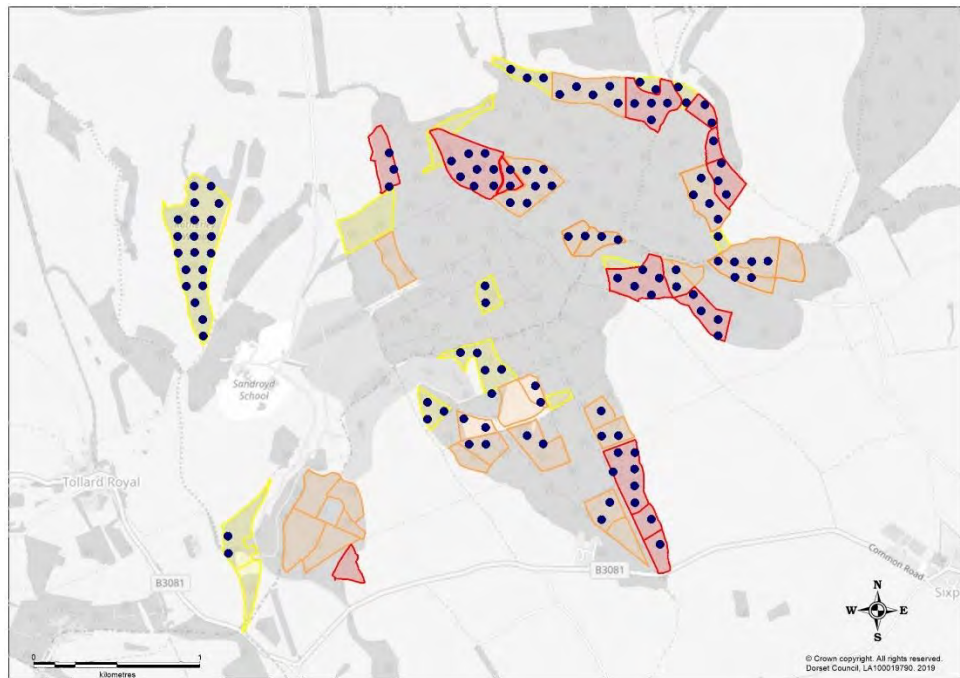 Sandroyd
School
Tollard Royal
B3081
B3081
Common Road
Sixp
N
W E
S
0 1
kilometres
© Crown copyright. All rights reserved.
Dorset Council, LA100019790. 2019